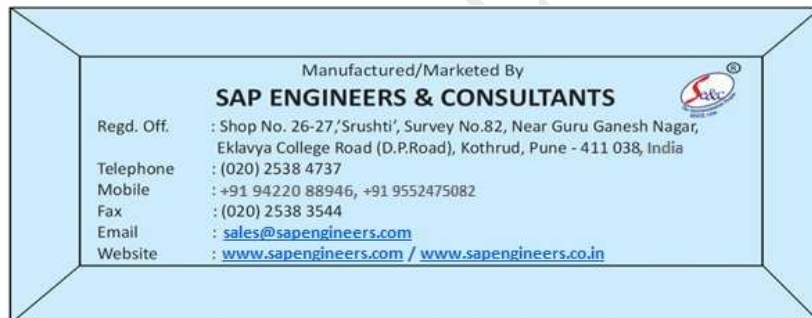 Manufactured/Marketed By
SAP ENGINEERS & CONSULTANTS
®
Regd. Off. : Shop No. 26-27,'Srushti', Survey No.82, Near Guru Ganesh Nagar,
Eklavya College Road (D.P.Road), Kothrud, Pune - 411 038, India
Telephone : (020) 2538 4737
Mobile : +91 94220 88946, +91 9552475082
Fax : (020) 2538 3544
Email : sales@sapengineers.com
Website : www.sapengineers.com / www.sapengineers.co.in